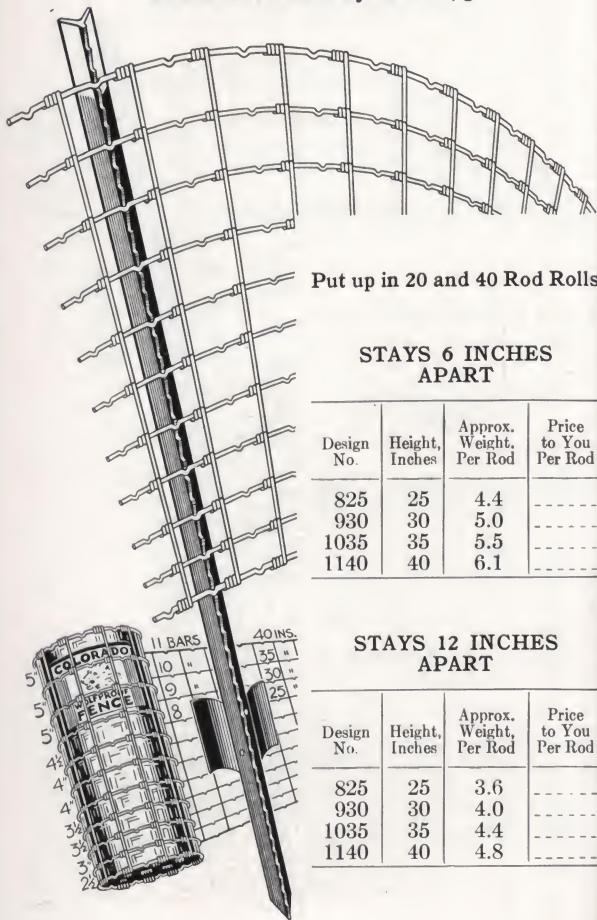 Put up in 20 and 40 Rod Rolls
STAYS 6 INCHES
APART
Design No. Height, Inches Approx. Weight. Per Rod Price to You Per Rod
825 25 4.4
930 30 5.0
1035 35 5.5
1140 40 6.1
11 BARS 40 INS.
10 " 35 "
9 " 30 "
8 25 "
COLORADO
WOLFPROOF
FENCE
5"
5"
5"
4½"
4"
4"
3½"
3½"
3"
2½"
STAYS 12 INCHES
APART
Design No. Height, Inches Approx. Weight, Per Rod Price to You Per Rod
825 25 3.6
930 30 4.0
1035 35 4.4
1140 40 4.8